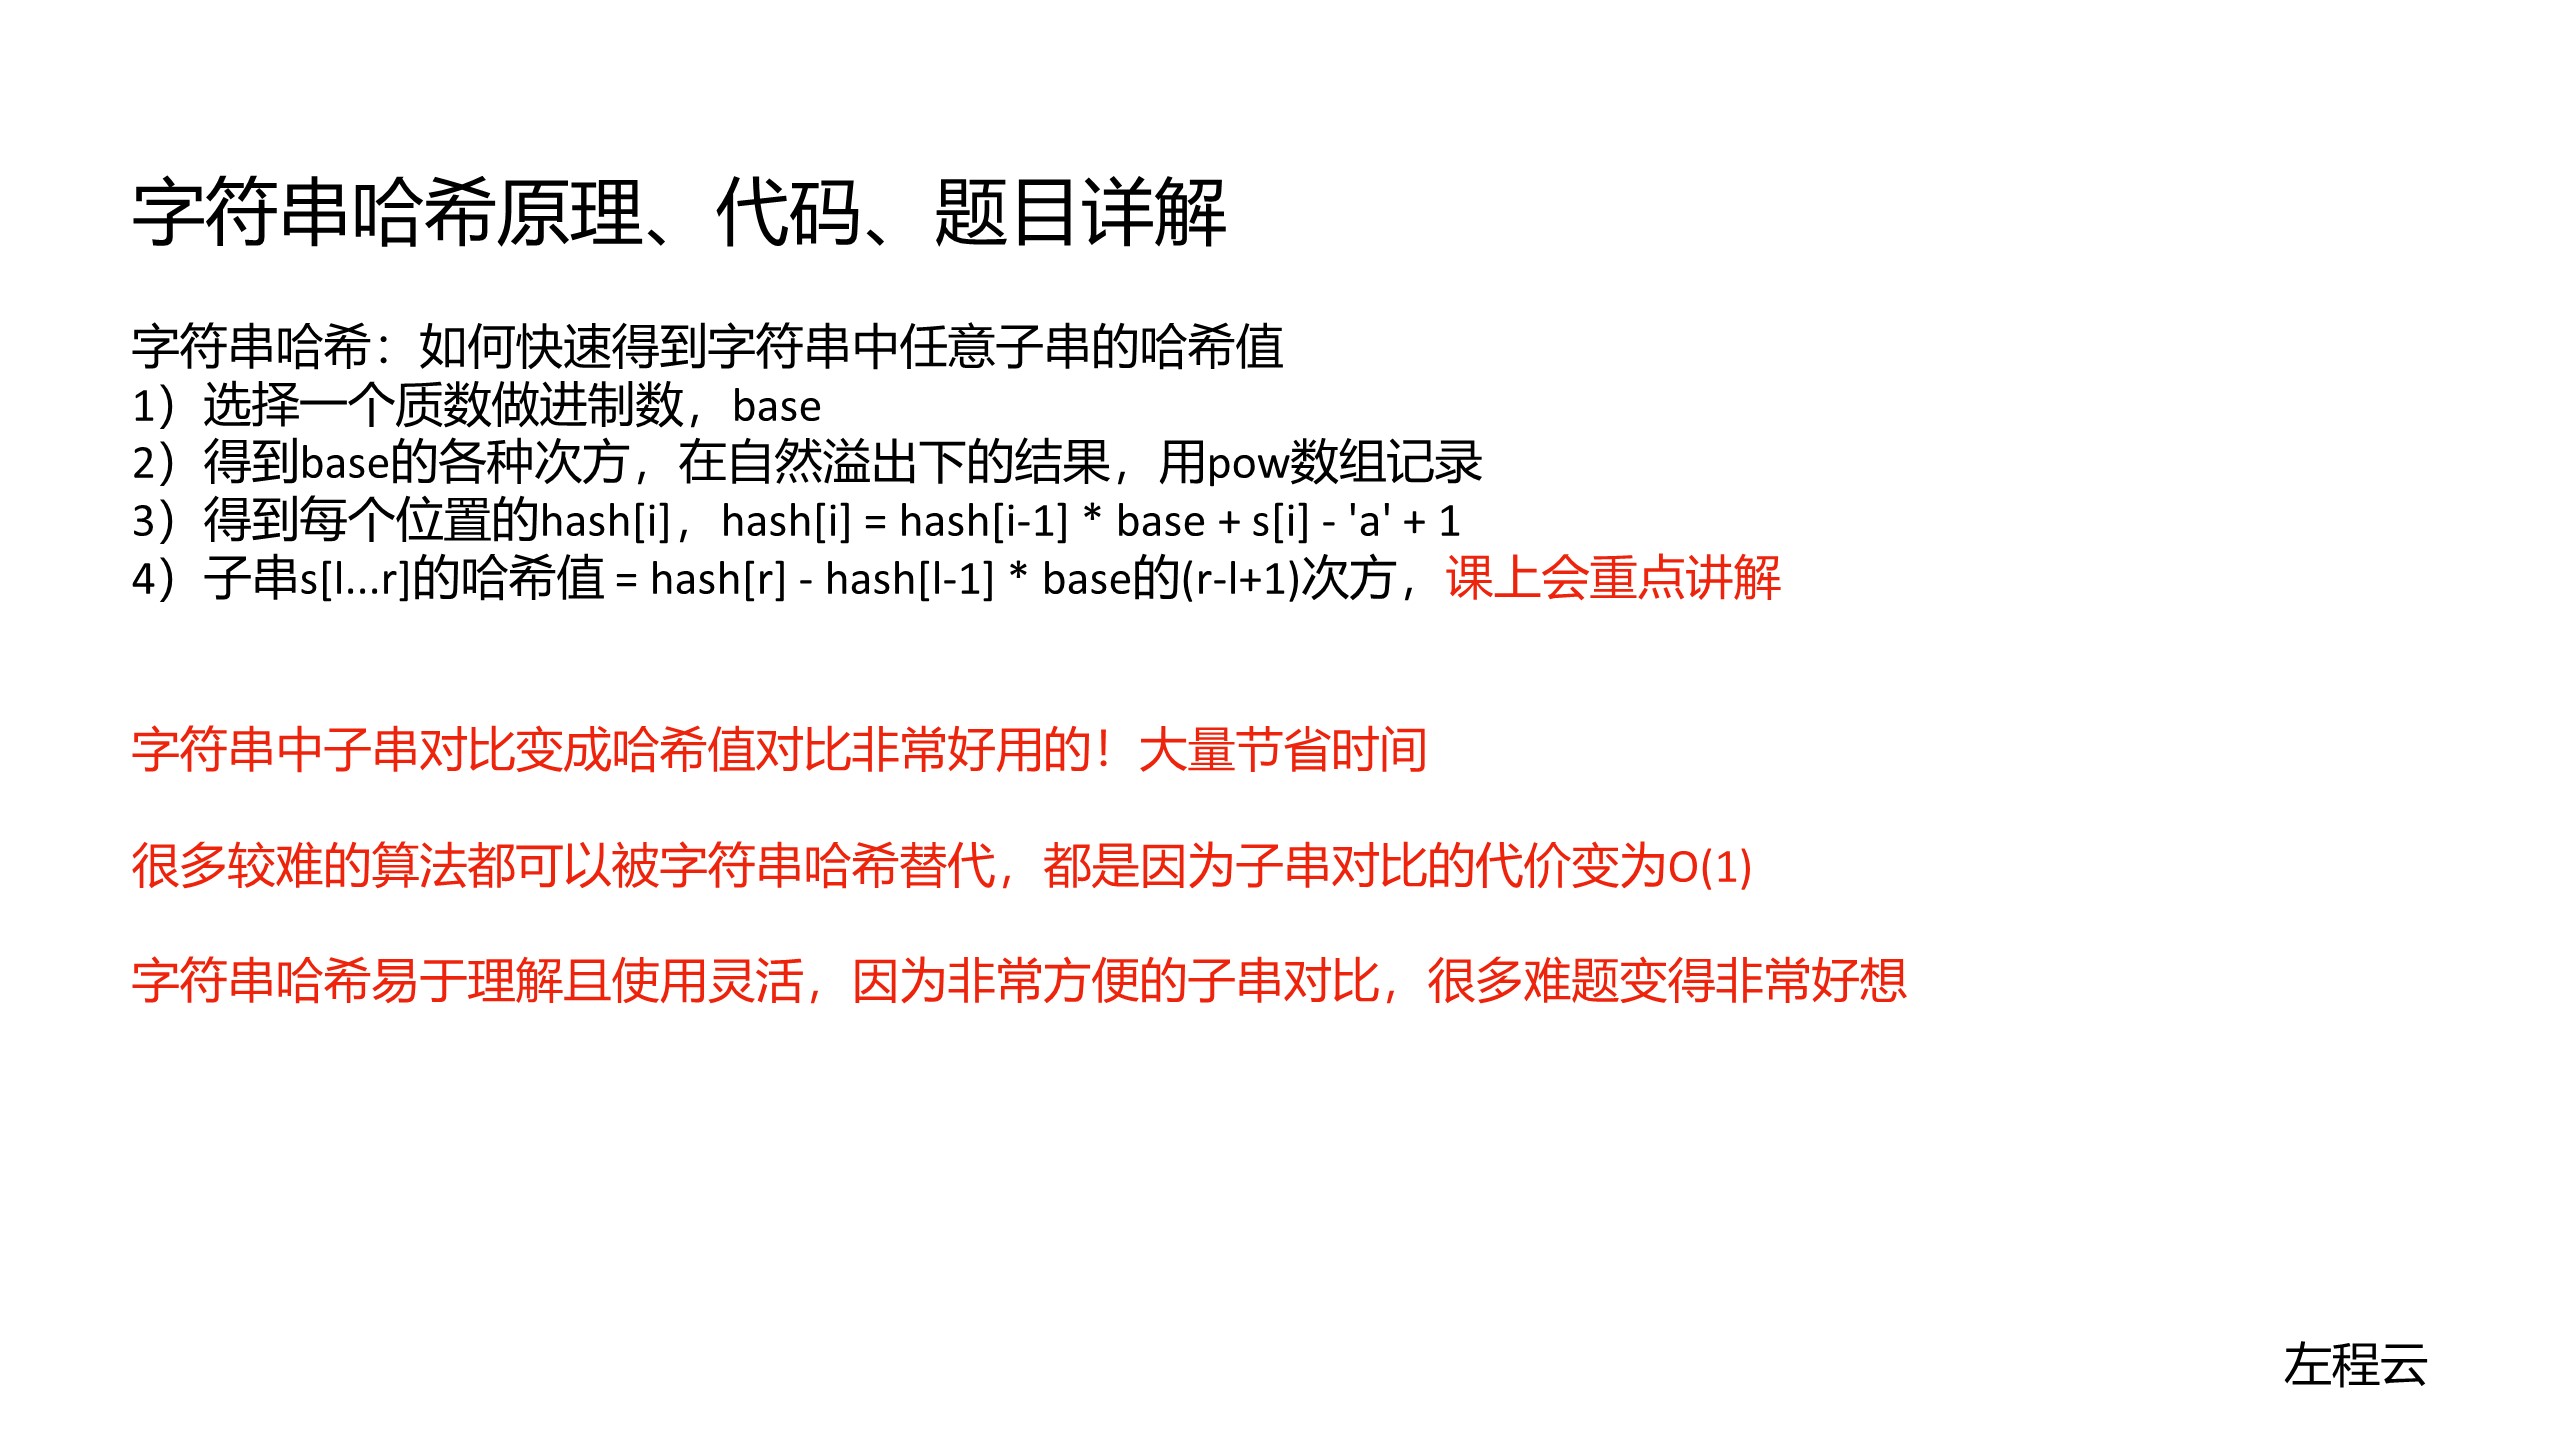 字符串哈希原理、代码、题目详解
字符串哈希：如何快速得到字符串中任意子串的哈希值
1）选择一个质数做进制数，base
2）得到base的各种次方，在自然溢出下的结果，用pow数组记录
3）得到每个位置的hash[i]，hash[i] = hash[i-1] * base + s[i] - 'a' + 1
4）子串s[l...r]的哈希值 = hash[r] - hash[l-1] * base的(r-l+1)次方，课上会重点讲解
字符串中子串对比变成哈希值对比非常好用的！大量节省时间
很多较难的算法都可以被字符串哈希替代，都是因为子串对比的代价变为O(1)
字符串哈希易于理解且使用灵活，因为非常方便的子串对比，很多难题变得非常好想
左程云